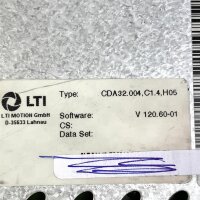 LTI
Type: CDA32.004,C1.4,H05
LTI MOTION GmbH
D-35633 Lahnau
Software: V 120.60-01
CS:
Data Set: